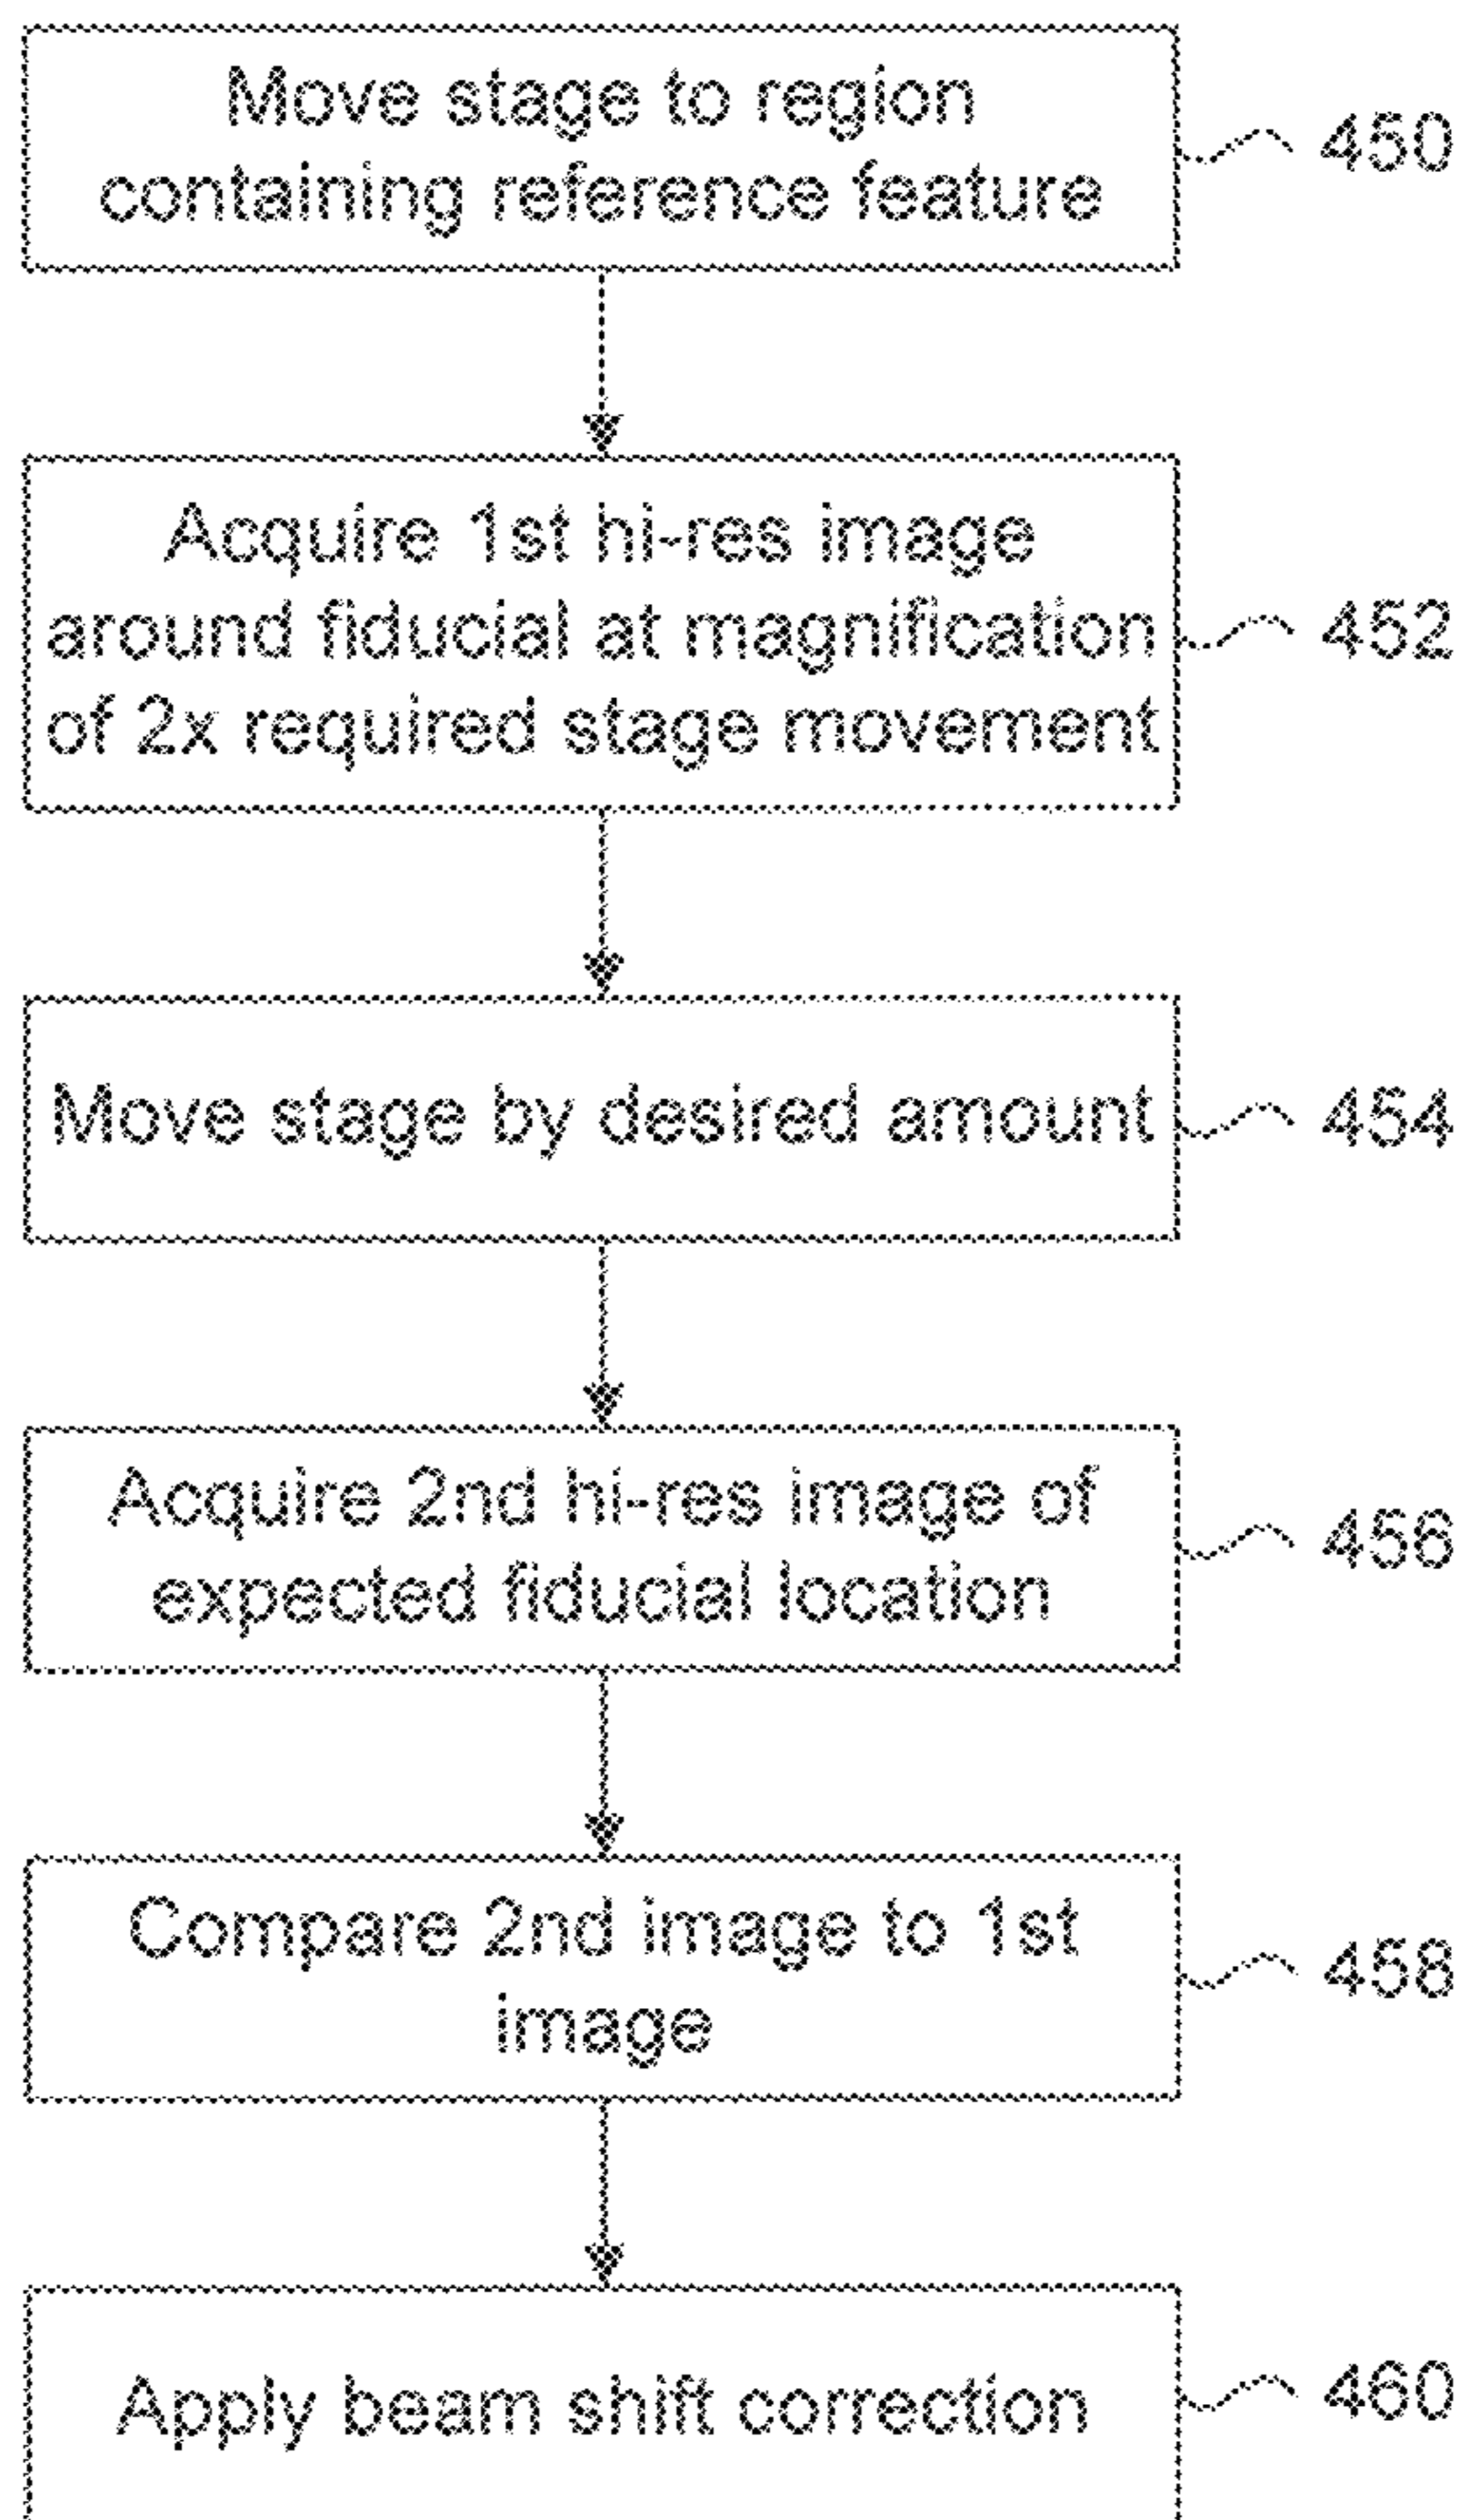 Move stage to region
containing reference feature
450
Acquire 1st hi-res image
around fiducial at magnification
of 2x required stage movement
452
Move stage by desired amount
454
Acquire 2nd hi-res image of
expected fiducial location
456
Compare 2nd image to 1st
image
458
Apply beam shift correction
460